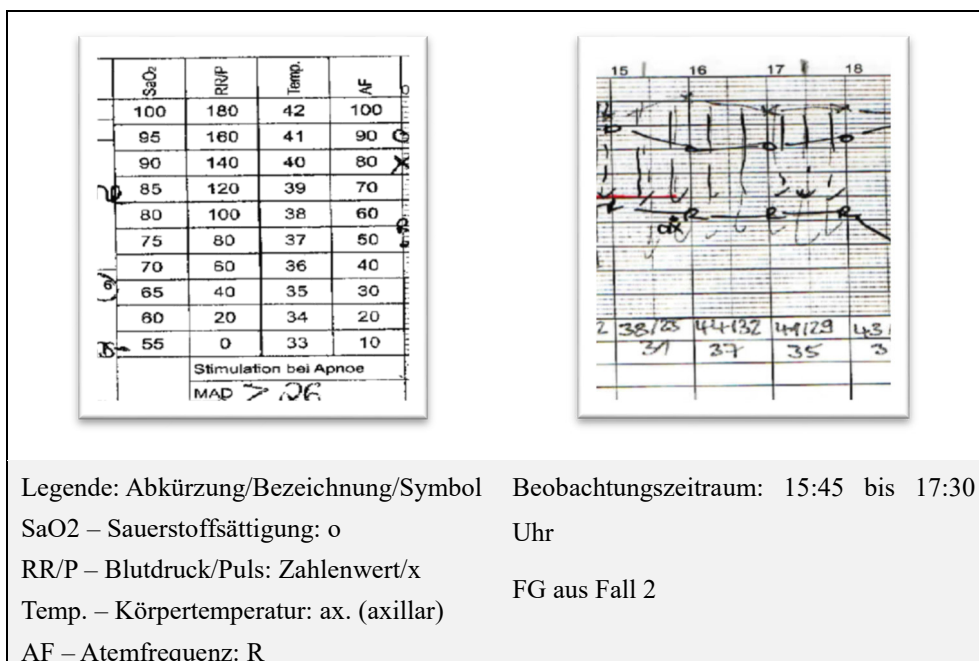 SaO₂ RR/P Temp. AF
100 180 42 100
95 160 41 90
90 140 40 80
85 120 39 70
80 100 38 60
75 80 37 50
70 60 36 40
65 40 35 30
60 20 34 20
55 0 33 10
Stimulation bei Apnoe
MAD > 26
15 16 17 18
ax
38/23 44/32 44/29 43/
37 35 3
Legende: Abkürzung/Bezeichnung/Symbol
SaO2 – Sauerstoffsättigung: o
RR/P – Blutdruck/Puls: Zahlenwert/x
Temp. – Körpertemperatur: ax. (axillar)
AF – Atemfrequenz: R
Beobachtungszeitraum: 15:45 bis 17:30
Uhr
FG aus Fall 2